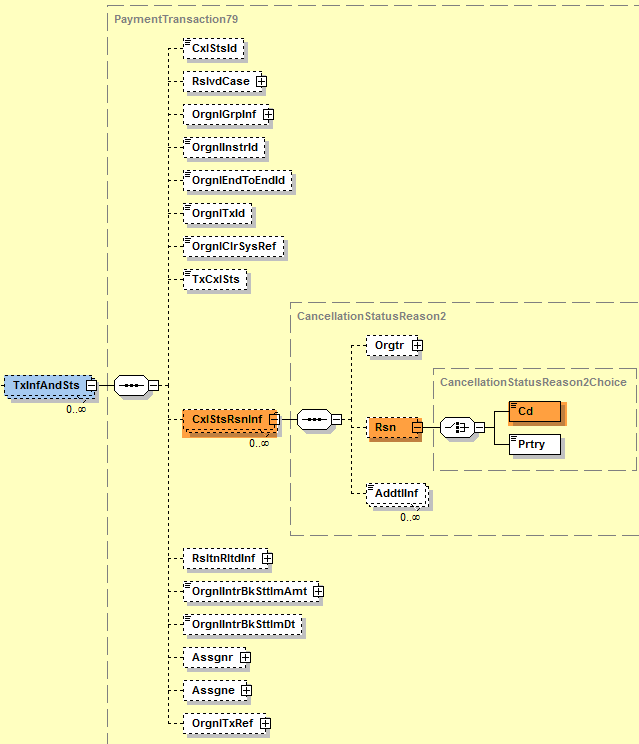 PaymentTransaction79
CxlStsId
RslvdCase
OrgnlGrpInf
OrgnlInstrId
OrgnlEndToEndId
OrgnlTxId
OrgnlClrSysRef
TxCxlSts
CancellationStatusReason2
Orgtr
CancellationStatusReason2Choice
TxInfAndSts
0..∞
CxlStsRsnInf
0..∞
Rsn
Cd
Prtry
AddtlInf
0..∞
RsltnRltdInf
OrgnlIntrBkSttlmAmt
OrgnlIntrBkSttlmDt
Assgnr
Assgne
OrgnlTxRef